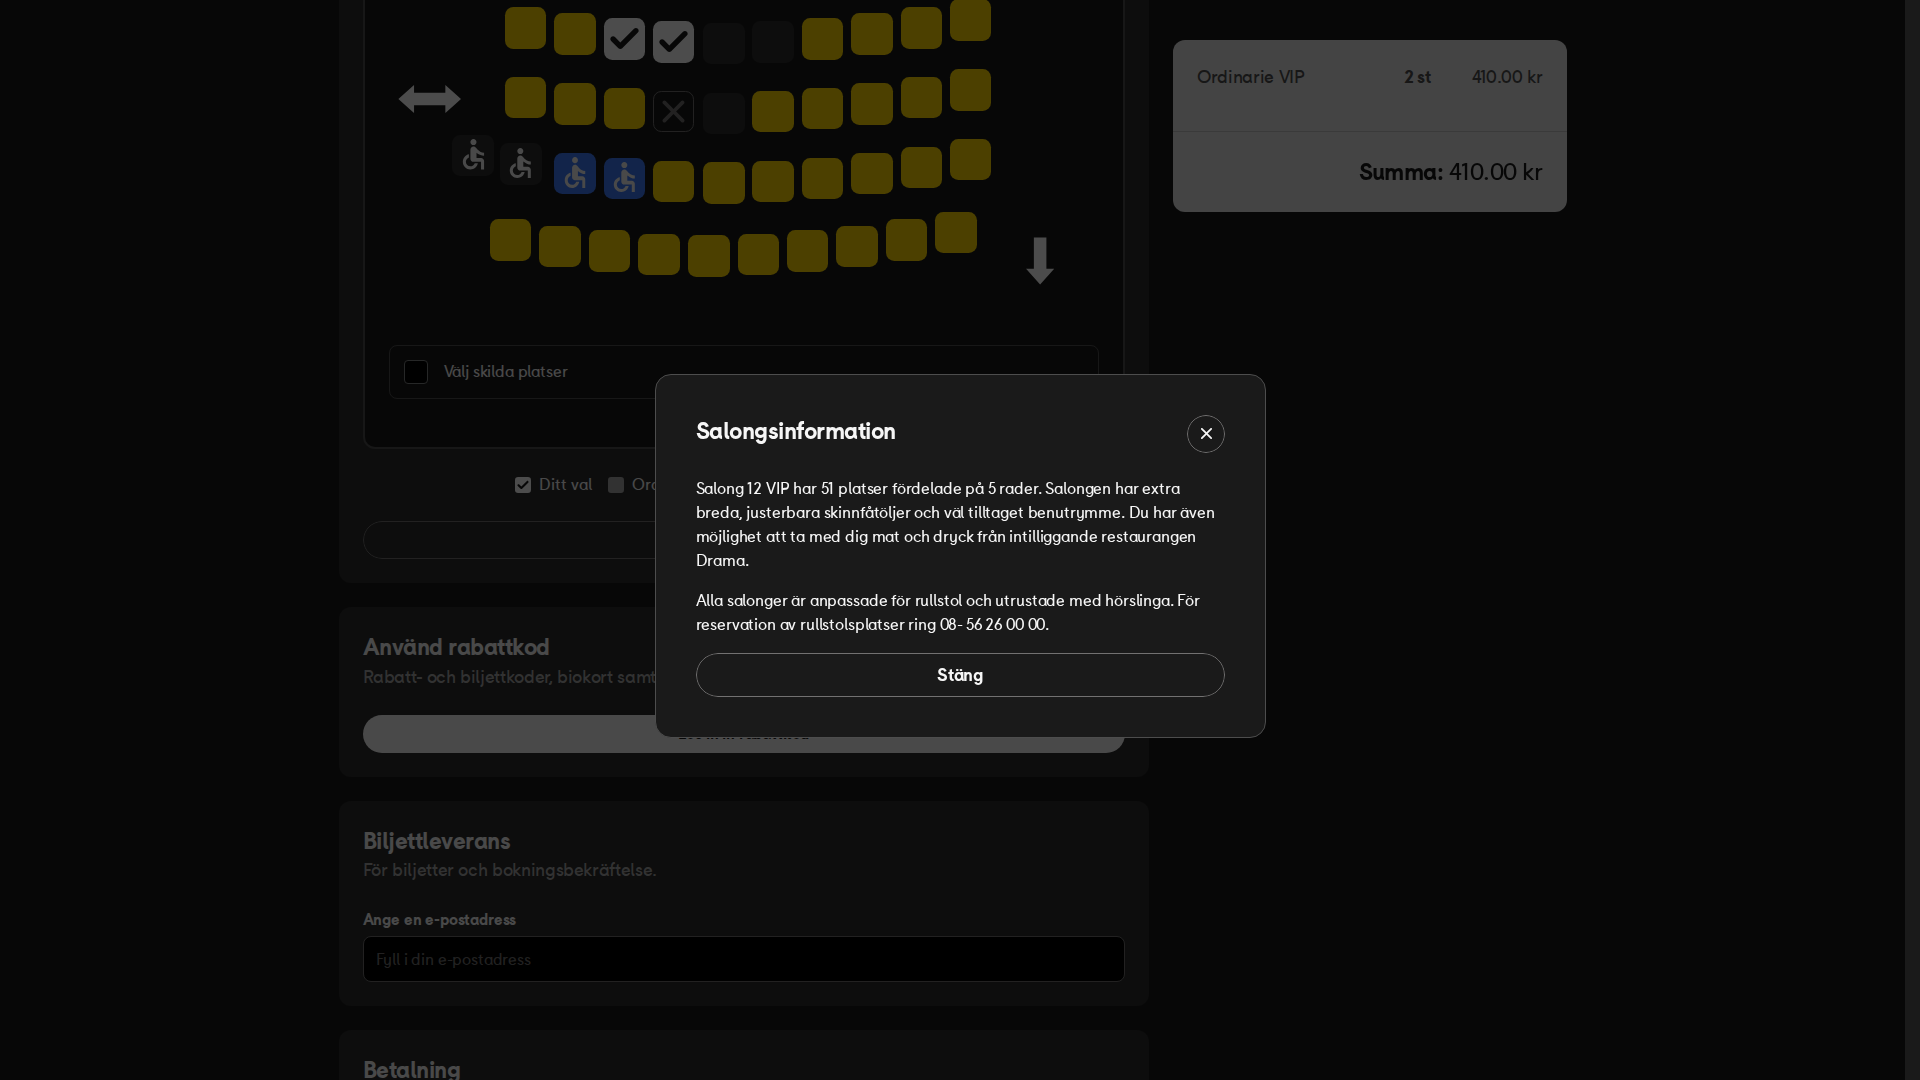 Ordinarie VIP 2 st 410.00 kr
Summa: 410.00 kr
Välj skilda platser
Salongsinformation
Salong 12 VIP har 51 platser fördelade på 5 rader. Salongen har extra
breda, justerbara skinnfåtöljer och väl tilltaget benutrymme. Du har även
möjlighet att ta med dig mat och dryck från intilliggande restaurangen
Drama.
Alla salonger är anpassade för rullstol och utrustade med hörslinga. För
reservation av rullstolsplatser ring 08- 56 26 00 00.
Stäng
Ditt val
Använd rabattkod
Rabatt- och biljettkoder, biokort samt
Biljettleverans
För biljetter och bokningsbekräftelse.
Ange en e-postadress
Fyll i din e-postadress
Betalning